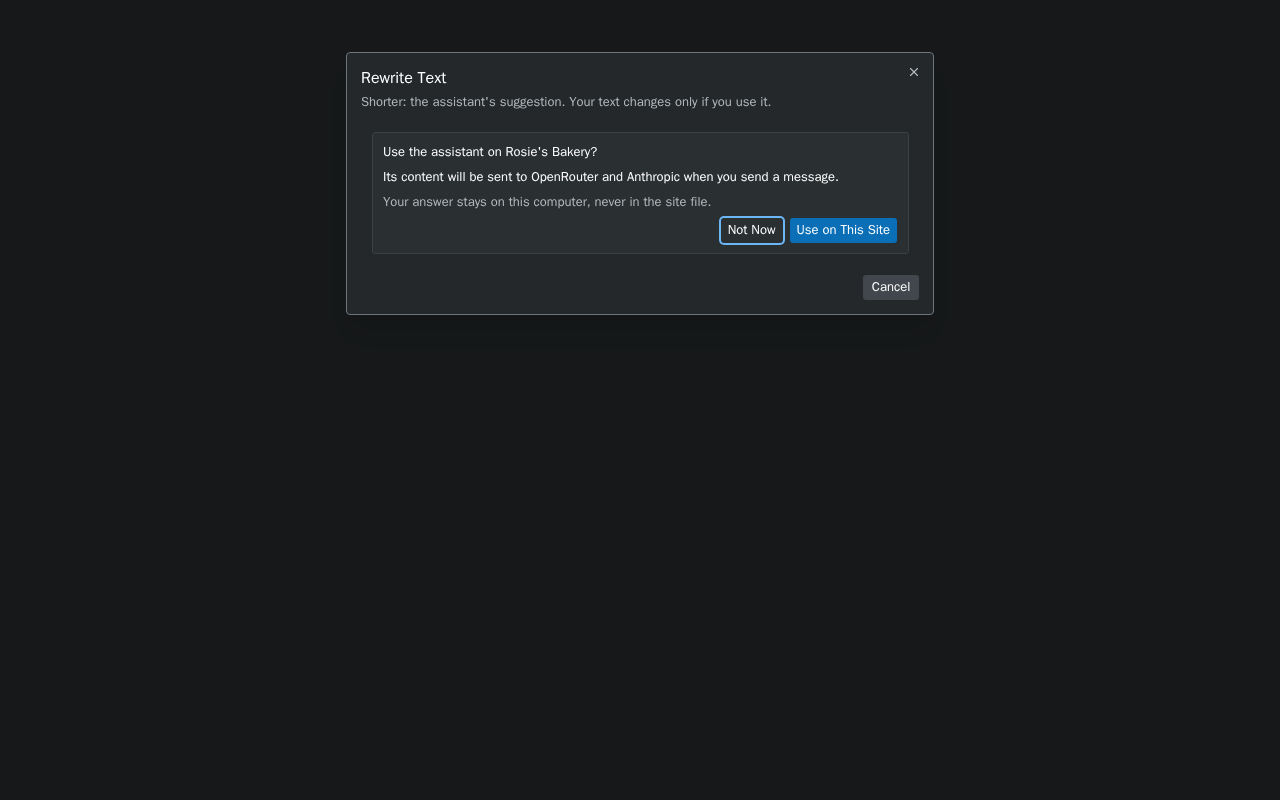 Rewrite Text
Shorter: the assistant's suggestion. Your text changes only if you use it.
Use the assistant on Rosie's Bakery?
Its content will be sent to OpenRouter and Anthropic when you send a message.
Your answer stays on this computer, never in the site file.
Not Now
Use on This Site
Cancel